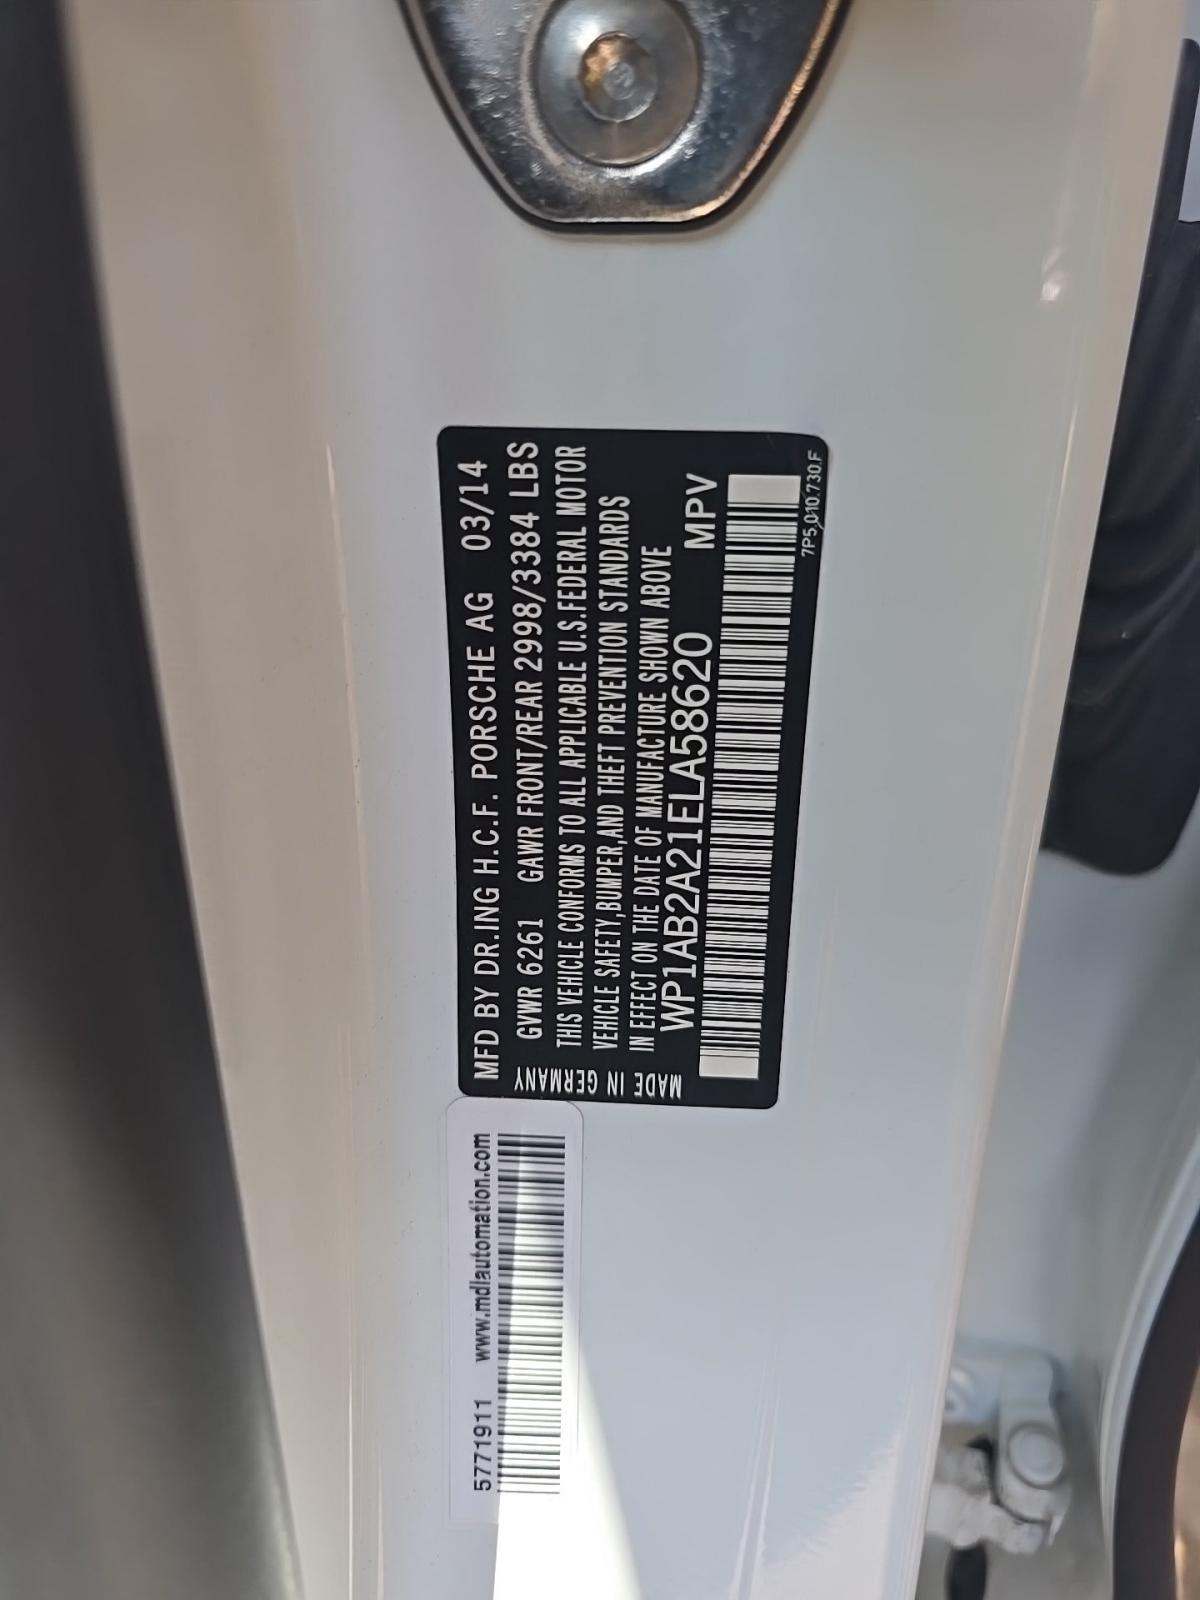 MFD BY DR.ING H.C.F. PORSCHE AG 03/14
GVWR 6261 GAWR FRONT/REAR 2998/3384 LBS
THIS VEHICLE CONFORMS TO ALL APPLICABLE U.S.FEDERAL MOTOR
VEHICLE SAFETY,BUMPER,AND THEFT PREVENTION STANDARDS
IN EFFECT ON THE DATE OF MANUFACTURE SHOWN ABOVE
WP1AB2A21ELA58620 MPV
7P5.010.730.F
MADE IN GERMANY
5771911 www.mdlautomation.com